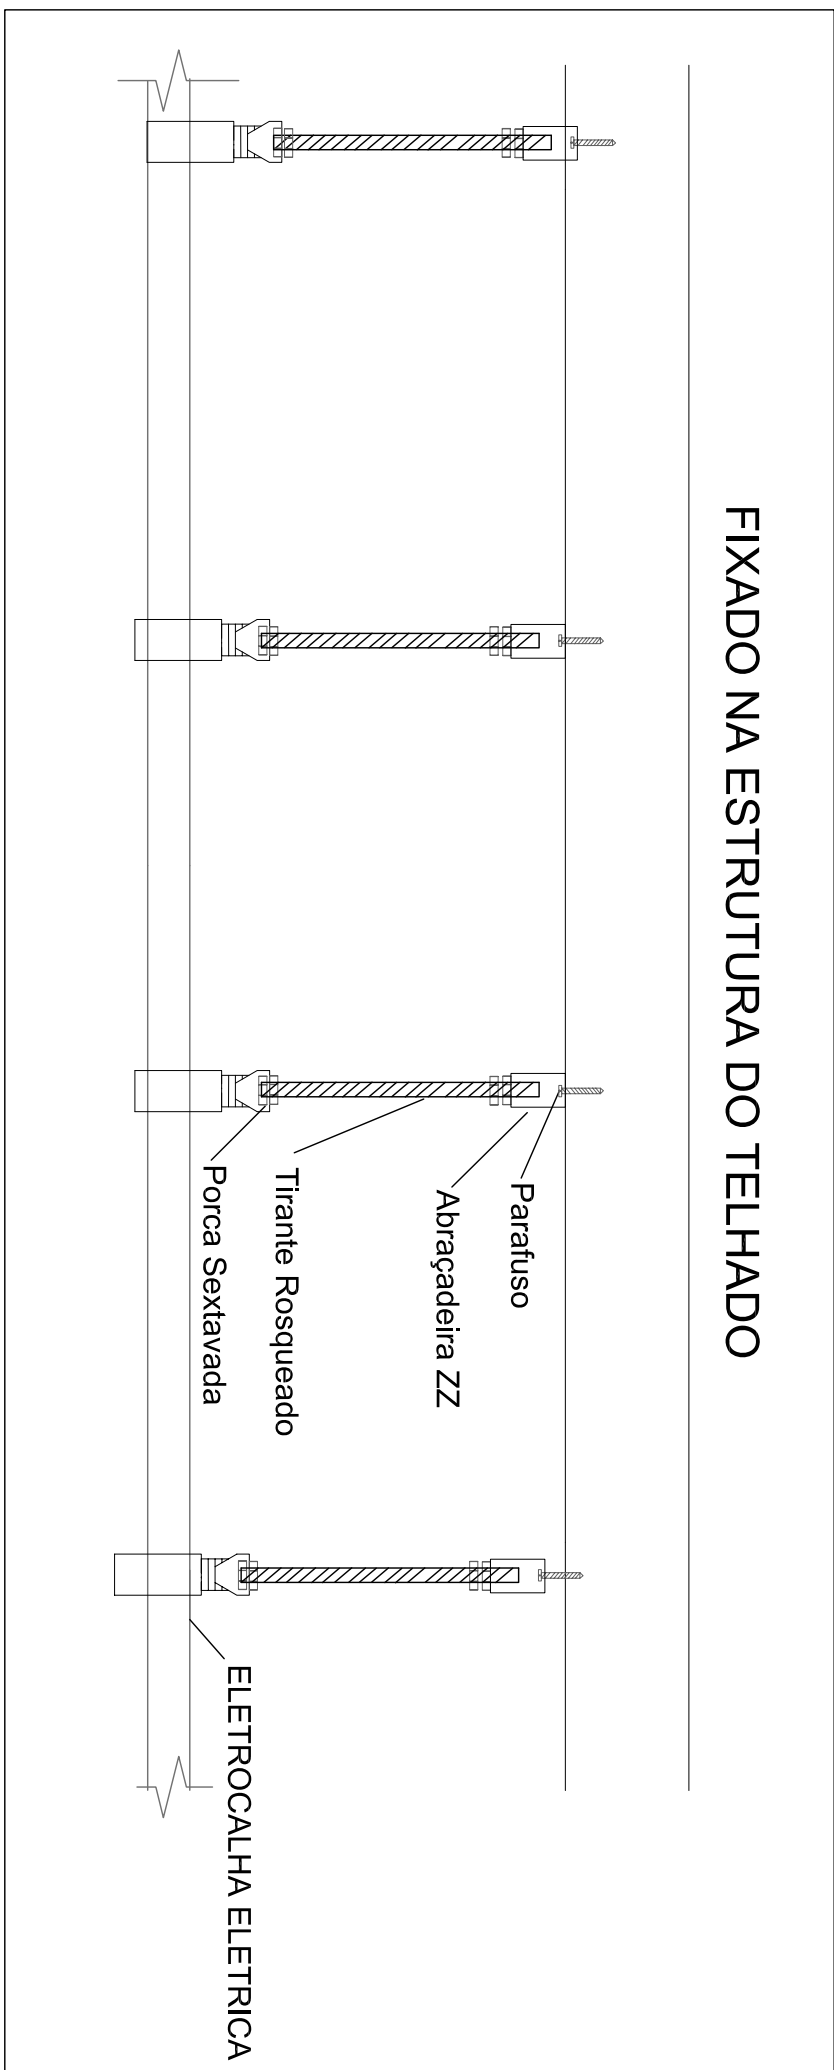 FIXADO NA ESTRUTURA DO TELHADO
Parafuso
Abraçadeira ZZ
Tirante Rosqueado
Porca Sextavada
ELETROCALHA ELETRICA